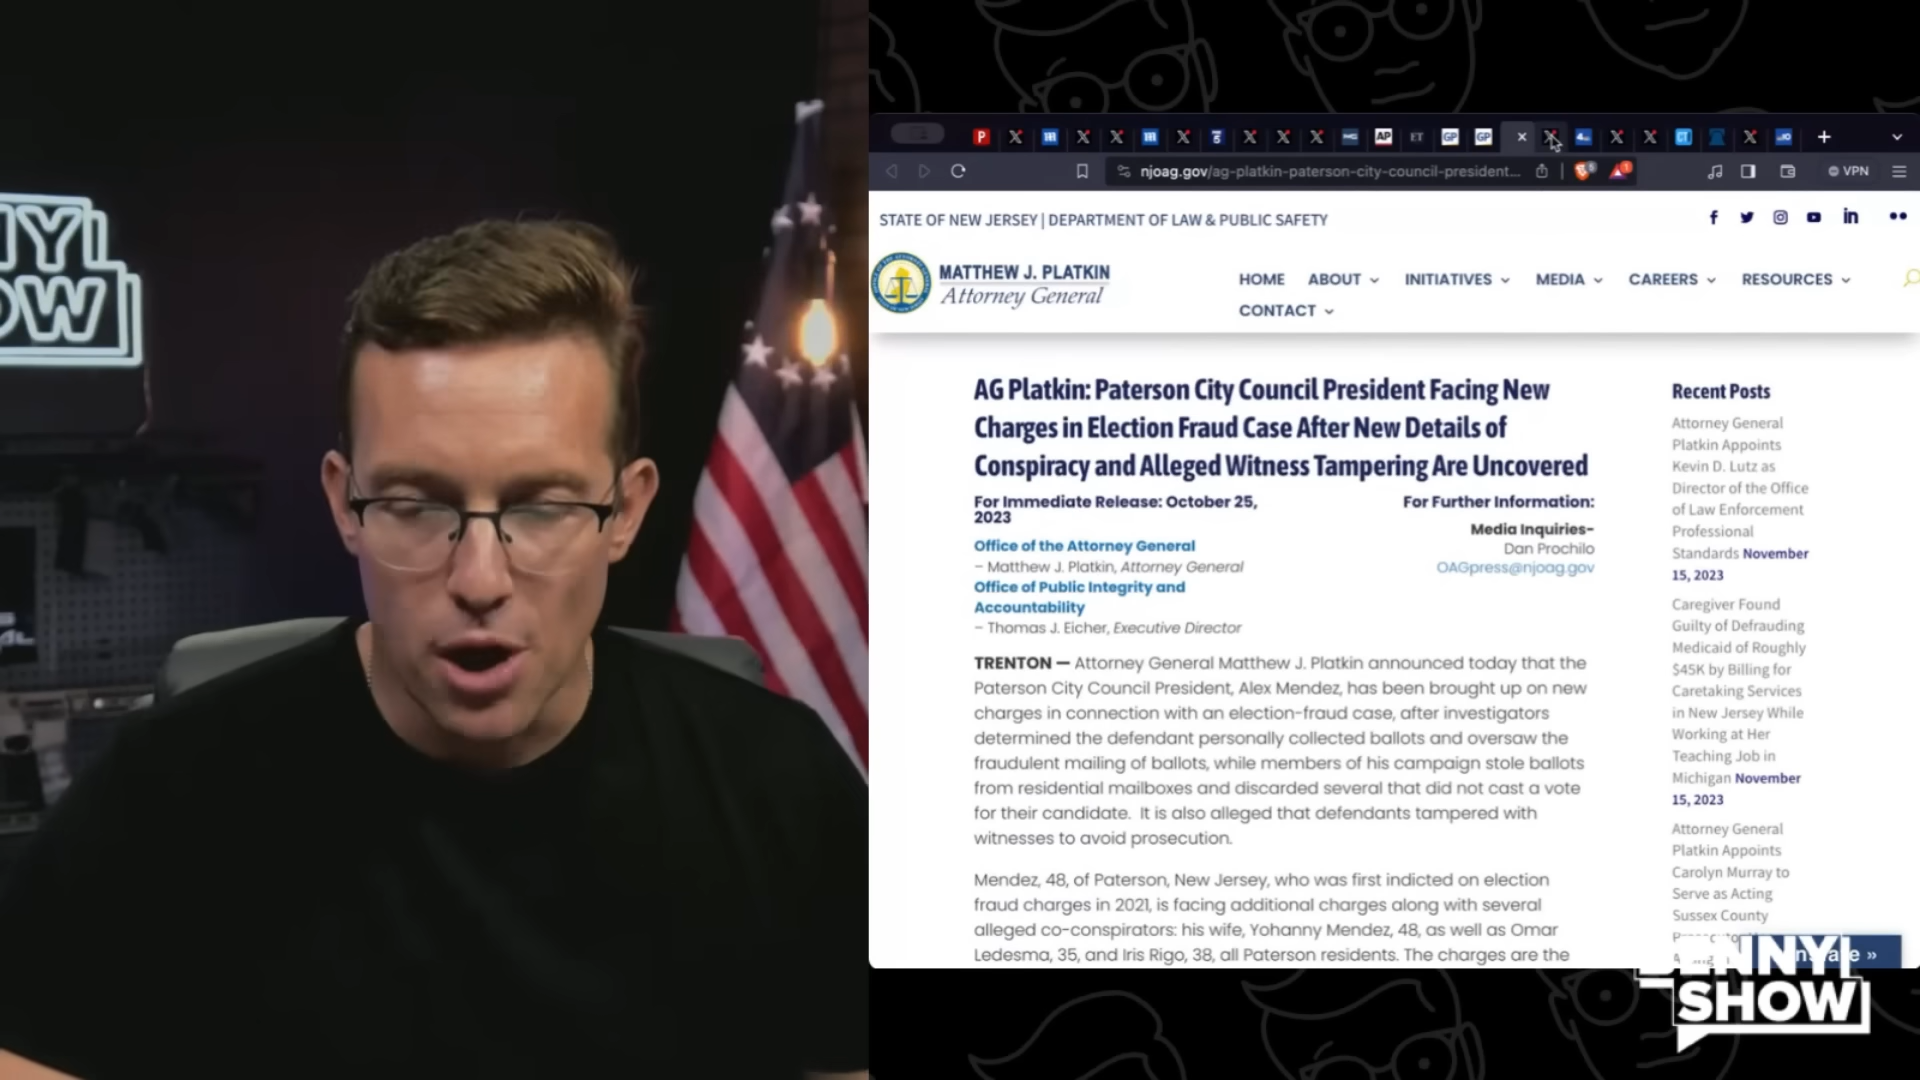 NY
OW
njoag.gov/ag-platkin-paterson-city-council-president...
VPN
STATE OF NEW JERSEY | DEPARTMENT OF LAW & PUBLIC SAFETY
MATTHEW J. PLATKIN
Attorney General
HOME ABOUT INITIATIVES MEDIA CAREERS RESOURCES
CONTACT
AG Platkin: Paterson City Council President Facing New
Charges in Election Fraud Case After New Details of
Conspiracy and Alleged Witness Tampering Are Uncovered
For Immediate Release: October 25,
2023
Office of the Attorney General
– Matthew J. Platkin, Attorney General
Office of Public Integrity and
Accountability
– Thomas J. Eicher, Executive Director
For Further Information:
Media Inquiries-
Dan Prochilo
OAGpress@njoag.gov
TRENTON — Attorney General Matthew J. Platkin announced today that the
Paterson City Council President, Alex Mendez, has been brought up on new
charges in connection with an election-fraud case, after investigators
determined the defendant personally collected ballots and oversaw the
fraudulent mailing of ballots, while members of his campaign stole ballots
from residential mailboxes and discarded several that did not cast a vote
for their candidate. It is also alleged that defendants tampered with
witnesses to avoid prosecution.
Mendez, 48, of Paterson, New Jersey, who was first indicted on election
fraud charges in 2021, is facing additional charges along with several
alleged co-conspirators: his wife, Yohanny Mendez, 48, as well as Omar
Ledesma, 35, and Iris Rigo, 38, all Paterson residents. The charges are the
Recent Posts
Attorney General
Platkin Appoints
Kevin D. Lutz as
Director of the Office
of Law Enforcement
Professional
Standards November
15, 2023
Caregiver Found
Guilty of Defrauding
Medicaid of Roughly
$45K by Billing for
Caretaking Services
in New Jersey While
Working at Her
Teaching Job in
Michigan November
15, 2023
Attorney General
Platkin Appoints
Carolyn Murray to
Serve as Acting
Sussex County
ENNY
SHOW